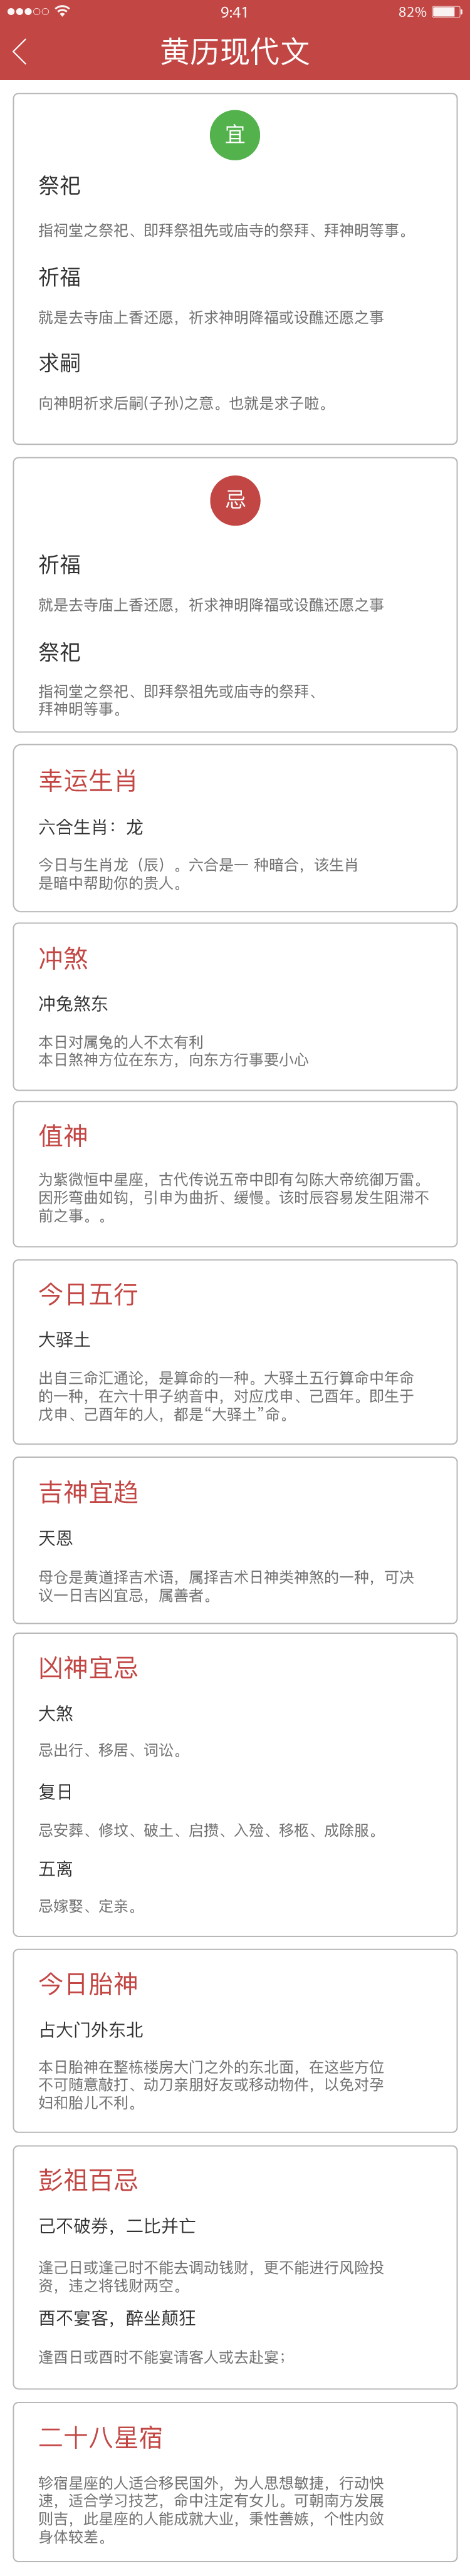 9:41
82%
黄历现代文
宜
祭祀
指祠堂之祭祀、即拜祭祖先或庙寺的祭拜、拜神明等事。
祈福
就是去寺庙上香还愿，祈求神明降福或设醮还愿之事
求嗣
向神明祈求后嗣(子孙)之意。也就是求子啦。
忌
祈福
就是去寺庙上香还愿，祈求神明降福或设醮还愿之事
祭祀
指祠堂之祭祀、即拜祭祖先或庙寺的祭拜、
拜神明等事。
幸运生肖
六合生肖：龙
今日与生肖龙（辰）。六合是一 种暗合，该生肖
是暗中帮助你的贵人。
冲煞
冲兔煞东
本日对属兔的人不太有利
本日煞神方位在东方，向东方行事要小心
值神
为紫微恒中星座，古代传说五帝中即有勾陈大帝统御万雷。
因形弯曲如钩，引申为曲折、缓慢。该时辰容易发生阻滞不
前之事。。
今日五行
大驿土
出自三命汇通论，是算命的一种。大驿土五行算命中年命
的一种，在六十甲子纳音中，对应戊申、己酉年。即生于
戊申、己酉年的人，都是“大驿土”命。
吉神宜趋
天恩
母仓是黄道择吉术语，属择吉术日神类神煞的一种，可决
议一日吉凶宜忌，属善者。
凶神宜忌
大煞
忌出行、移居、词讼。
复日
忌安葬、修坟、破土、启攒、入殓、移柩、成除服。
五离
忌嫁娶、定亲。
今日胎神
占大门外东北
本日胎神在整栋楼房大门之外的东北面，在这些方位
不可随意敲打、动刀亲朋好友或移动物件，以免对孕
妇和胎儿不利。
彭祖百忌
己不破券，二比并亡
逢己日或逢己时不能去调动钱财，更不能进行风险投
资，违之将钱财两空。
酉不宴客，醉坐颠狂
逢酉日或酉时不能宴请客人或去赴宴；
二十八星宿
轸宿星座的人适合移民国外，为人思想敏捷，行动快
速，适合学习技艺，命中注定有女儿。可朝南方发展
则吉，此星座的人能成就大业，秉性善嫉，个性内敛
身体较差。